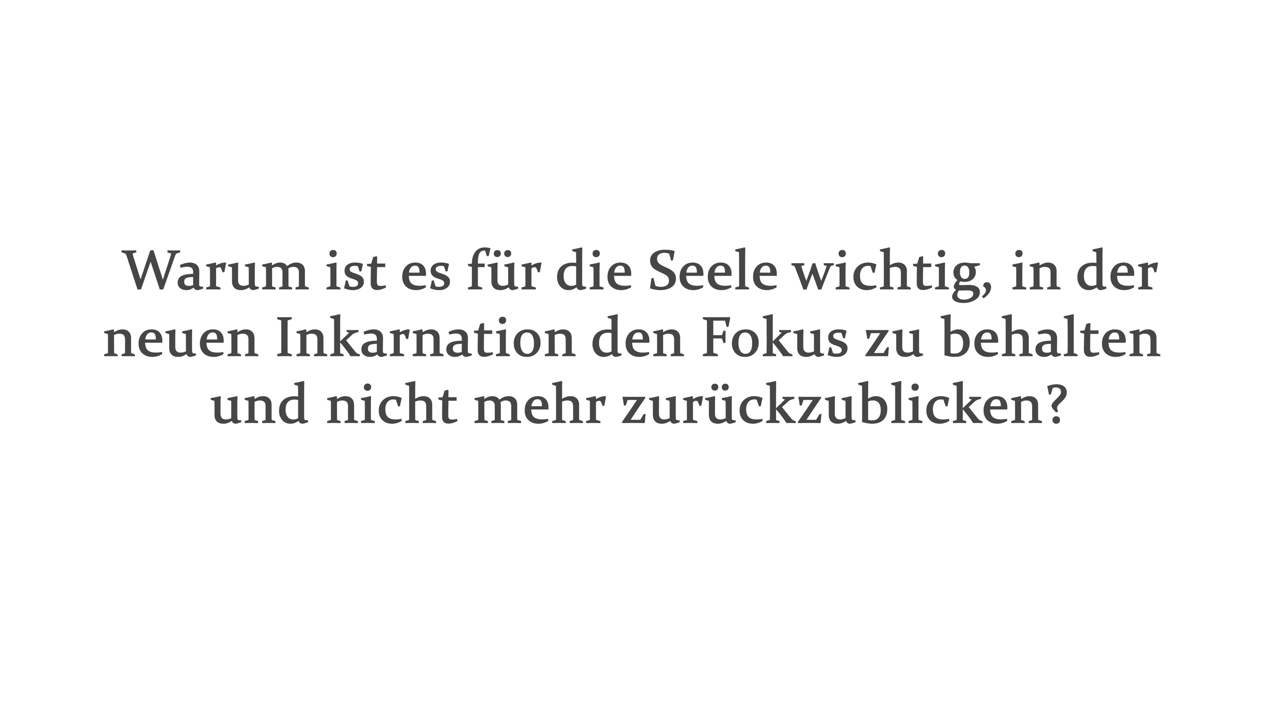 Warum ist es für die Seele wichtig, in der
neuen Inkarnation den Fokus zu behalten
und nicht mehr zurückzublicken?